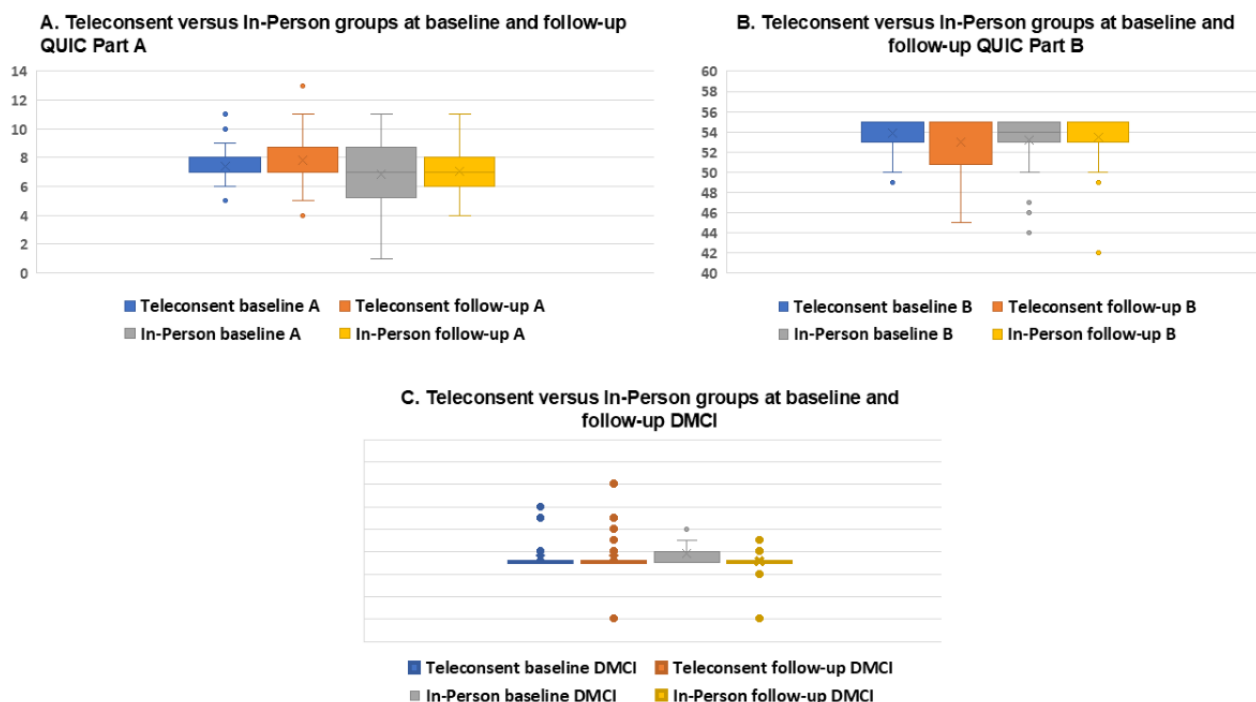 A. Teleconsent versus In-Person groups at baseline and follow-up
QUIC Part A
14
12
10
8
6
4
2
0
Teleconsent baseline A
Teleconsent follow-up A
In-Person baseline A
In-Person follow-up A
B. Teleconsent versus In-Person groups at baseline and
follow-up QUIC Part B
60
58
56
54
52
50
48
46
44
42
40
Teleconsent baseline B
Teleconsent follow-up B
In-Person baseline B
In-Person follow-up B
C. Teleconsent versus In-Person groups at baseline and
follow-up DMCI
Teleconsent baseline DMCI
Teleconsent follow-up DMCI
In-Person baseline DMCI
In-Person follow-up DMCI